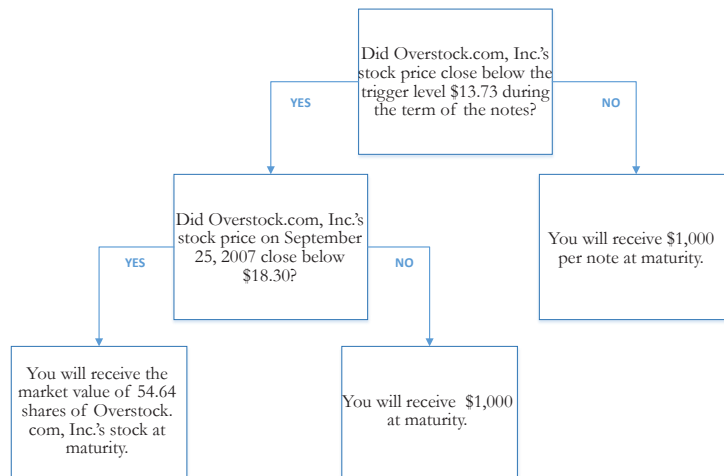 Did Overstock.com, Inc.'s
stock price close below the
trigger level $13.73 during
the term of the notes?
YES
NO
Did Overstock.com, Inc.'s
stock price on September
25, 2007 close below
$18.30?
You will receive $1,000
per note at maturity.
YES
NO
You will receive the
market value of 54.64
shares of Overstock.
com, Inc.'s stock at
maturity.
You will receive $1,000
at maturity.